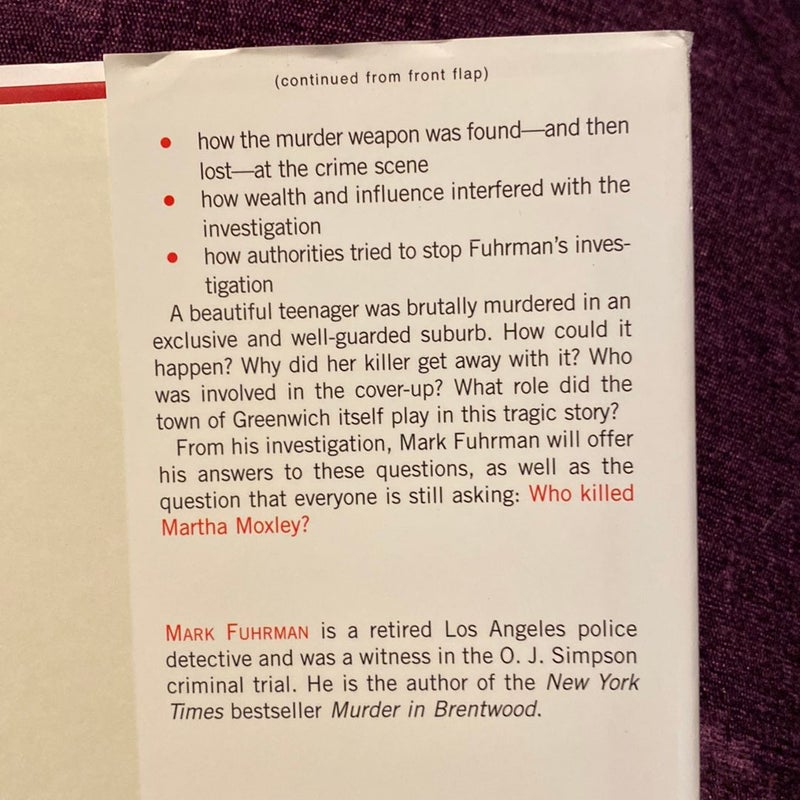 (continued from front flap)
• how the murder weapon was found—and then
lost—at the crime scene
• how wealth and influence interfered with the
investigation
• how authorities tried to stop Fuhrman's inves-
tigation
A beautiful teenager was brutally murdered in an
exclusive and well-guarded suburb. How could it
happen? Why did her killer get away with it? Who
was involved in the cover-up? What role did the
town of Greenwich itself play in this tragic story?
From his investigation, Mark Fuhrman will offer
his answers to these questions, as well as the
question that everyone is still asking: Who killed
Martha Moxley?
MARK FUHRMAN is a retired Los Angeles police
detective and was a witness in the O. J. Simpson
criminal trial. He is the author of the New York
Times bestseller Murder in Brentwood.